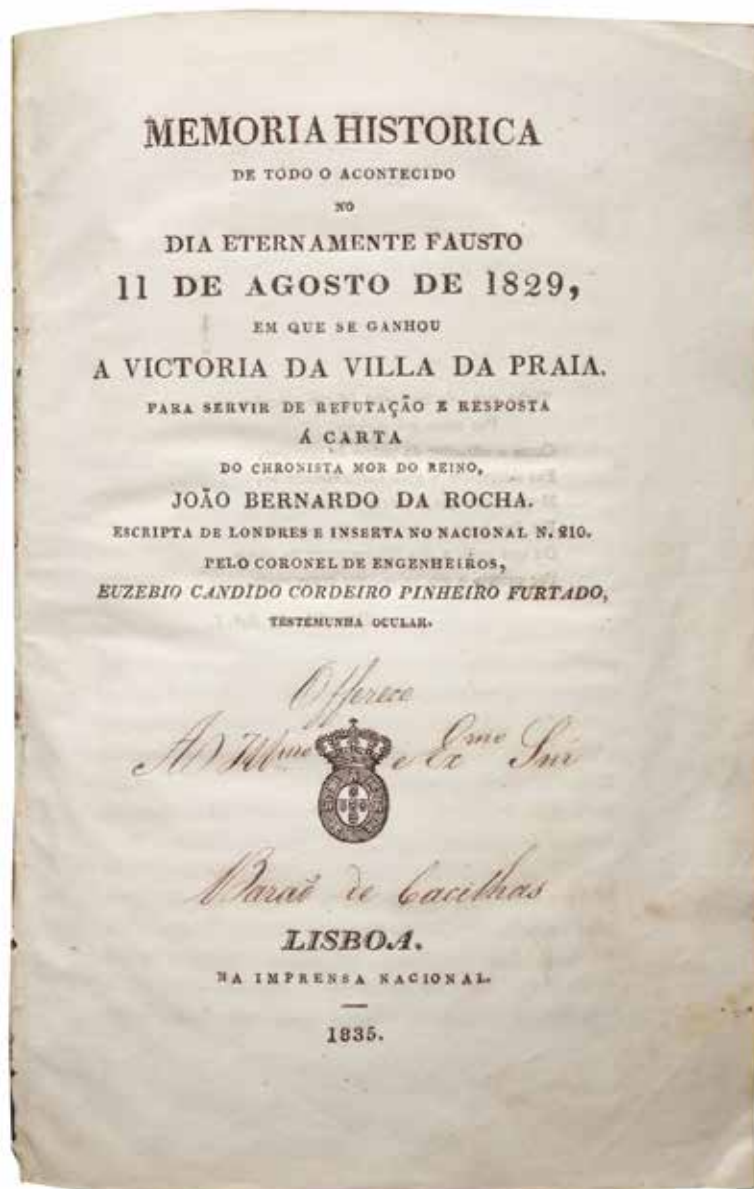 MEMORIA HISTORICA
DE TODO O ACONTECIDO
NO
DIA ETERNAMENTE FAUSTO
11 DE AGOSTO DE 1829,
EM QUE SE GANHOU
A VICTORIA DA VILLA DA PRAIA.
PARA SERVIR DE REFUTAÇÃO E RESPOSTA
Á CARTA
DO CHRONISTA MOR DO REINO,
JOÃO BERNARDO DA ROCHA.
ESCRIPTA DE LONDRES E INSERTA NO NACIONAL N. 210.
PELO CORONEL DE ENGENHEIROS,
EUZEBIO CANDIDO CORDEIRO PINHEIRO FURTADO,
TESTEMUNHA OCULAR.
Offerece
Ao Illmo e Exmo Snr
Baraõ de Cacilhas
LISBOA.
NA IMPRENSA NACIONAL.
1835.